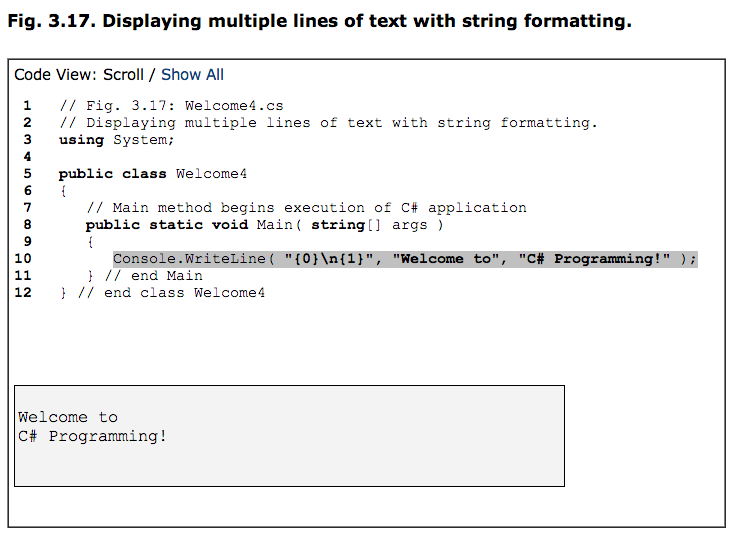 Fig. 3.17. Displaying multiple lines of text with string formatting.
Code View: Scroll / Show All
1 // Fig. 3.17: Welcome4.cs
2 // Displaying multiple lines of text with string formatting.
3 using System;
4
5 public class Welcome4
6 {
7 // Main method begins execution of C# application
8 public static void Main( string[] args )
9 {
10 Console.WriteLine( "{0}\n{1}", "Welcome to", "C# Programming!" );
11 } // end Main
12 } // end class Welcome4
Welcome to
C# Programming!